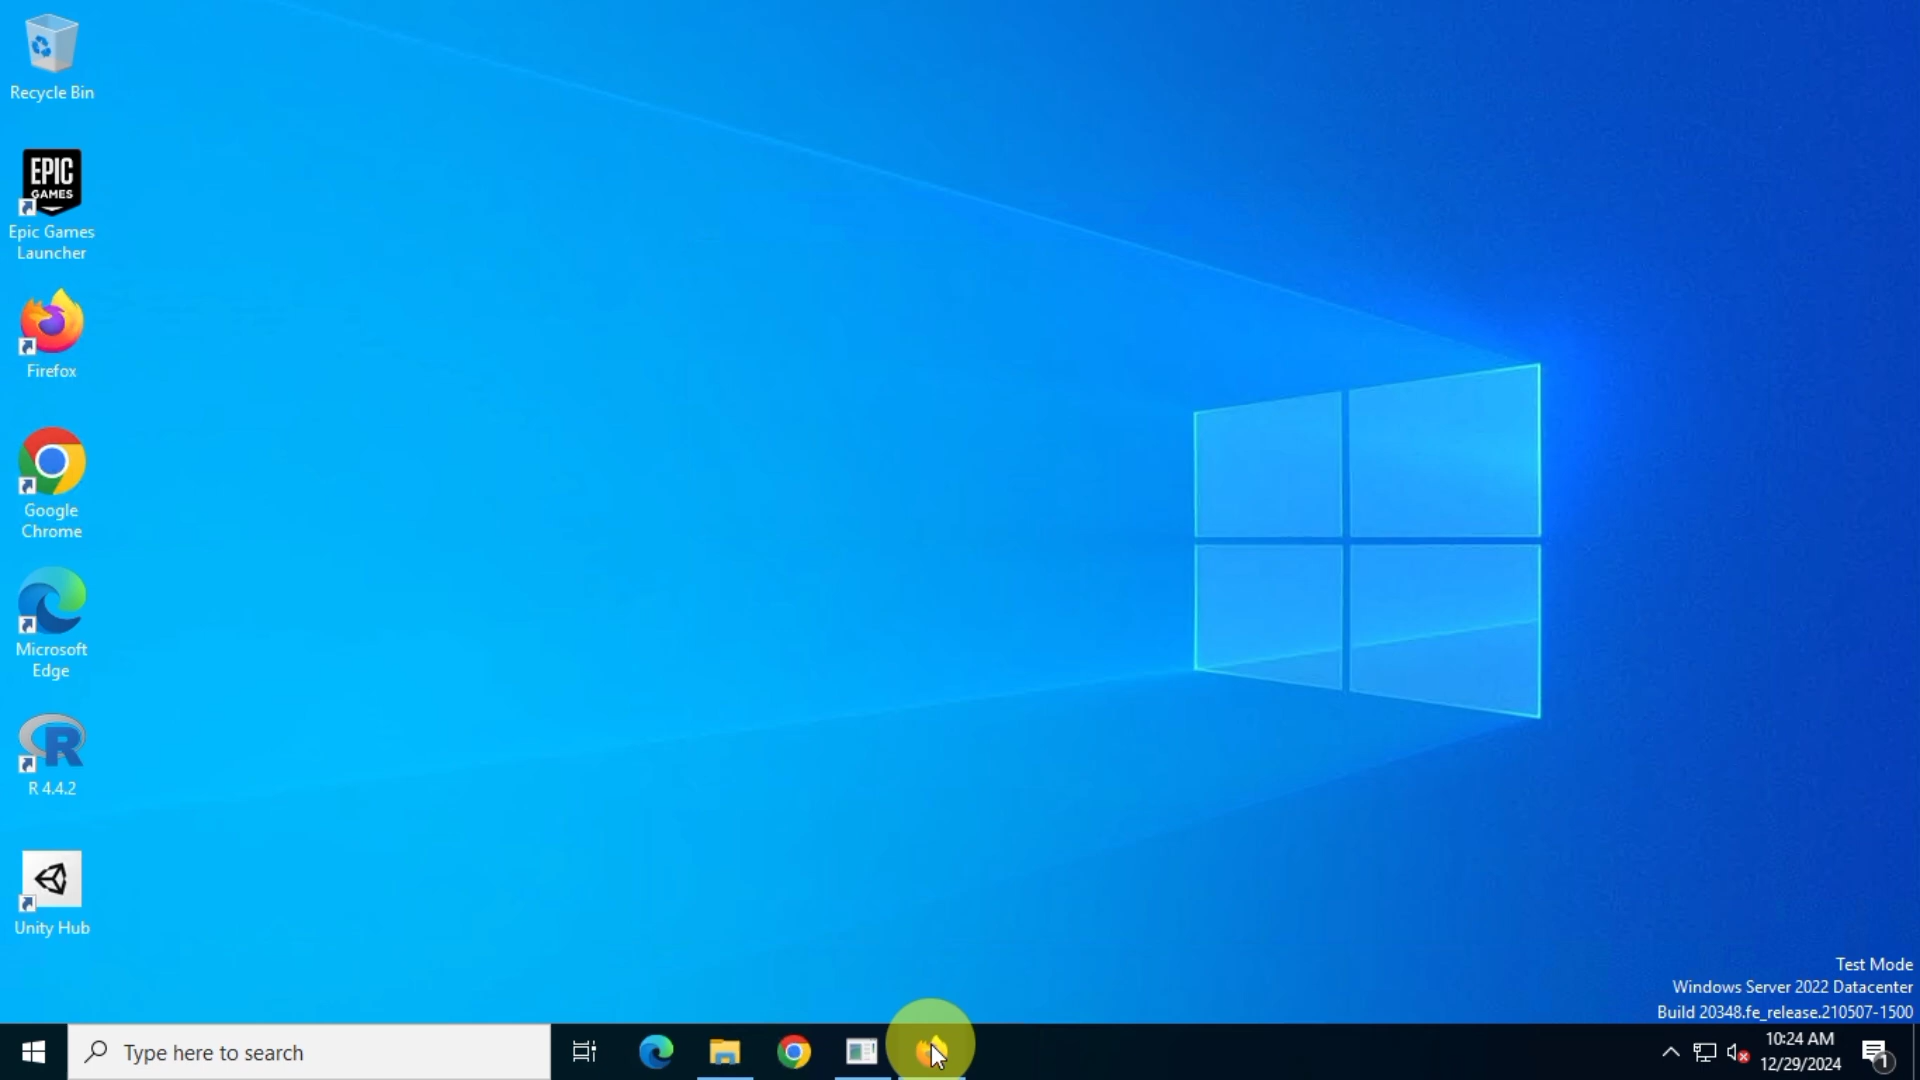 Recycle Bin
EPIC
GAMES
Epic Games
Launcher
Firefox
Google
Chrome
Microsoft
Edge
R 4.4.2
Unity Hub
Test Mode
Windows Server 2022 Datacenter
Build 20348.fe_release.210507-1500
Type here to search
10:24 AM
12/29/2024
1